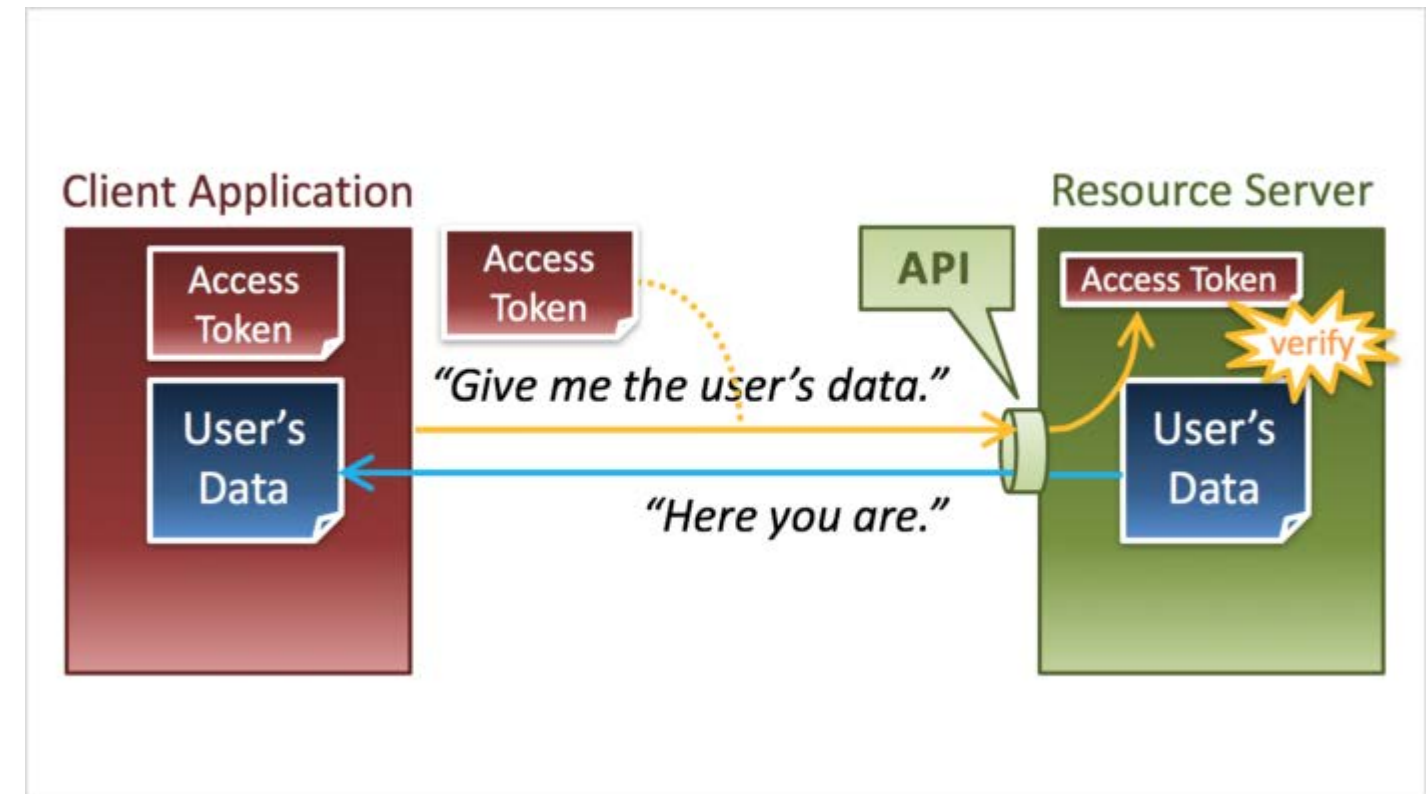 Client Application
Resource Server
Access
Token
Access
Token
API
Access Token
verify
“Give me the user’s data.”
User’s
Data
User’s
Data
“Here you are.”